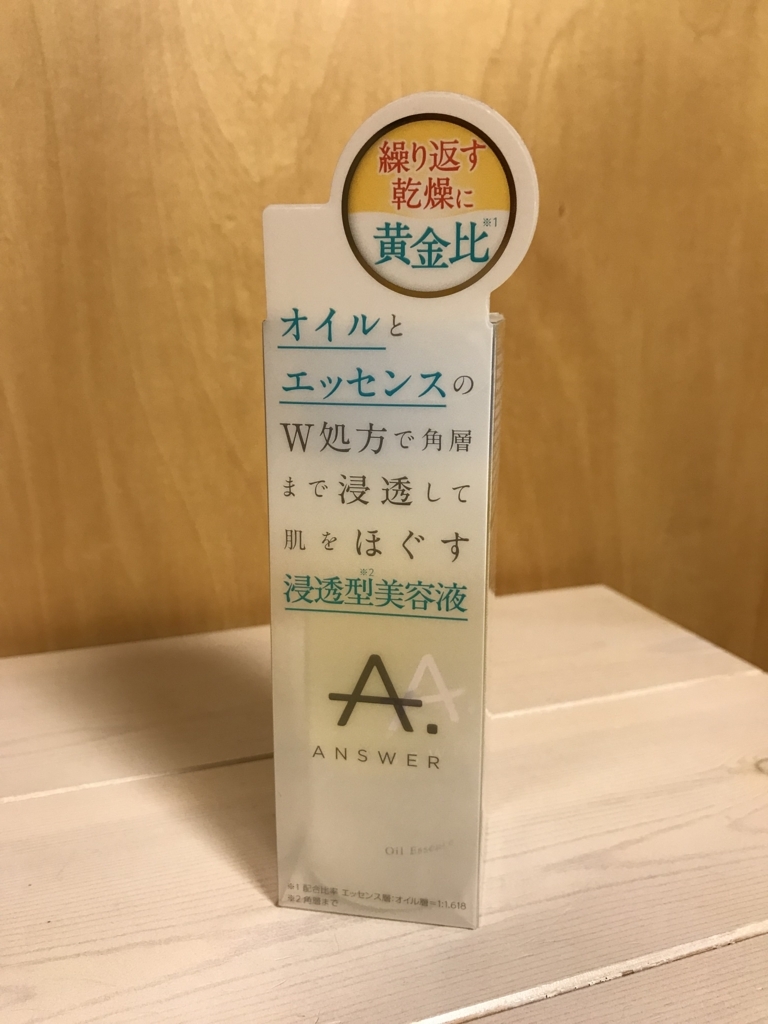 繰り返す
乾燥に
黄金比※1
オイルと
エッセンスの
W処方で角層
まで浸透して
肌をほぐす
浸透型※2美容液
A.
ANSWER
Oil Essence
※1 配合比率 エッセンス層:オイル層=1:1.618
※2 角層まで